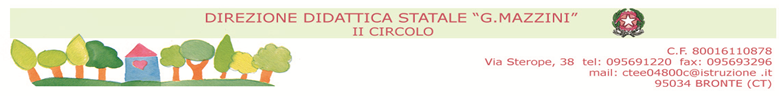 DIREZIONE DIDATTICA STATALE “G.MAZZINI”
II CIRCOLO
C.F. 80016110878
Via Sterope, 38 tel: 095691220 fax: 095693296
mail: ctee04800c@istruzione .it
95034 BRONTE (CT)